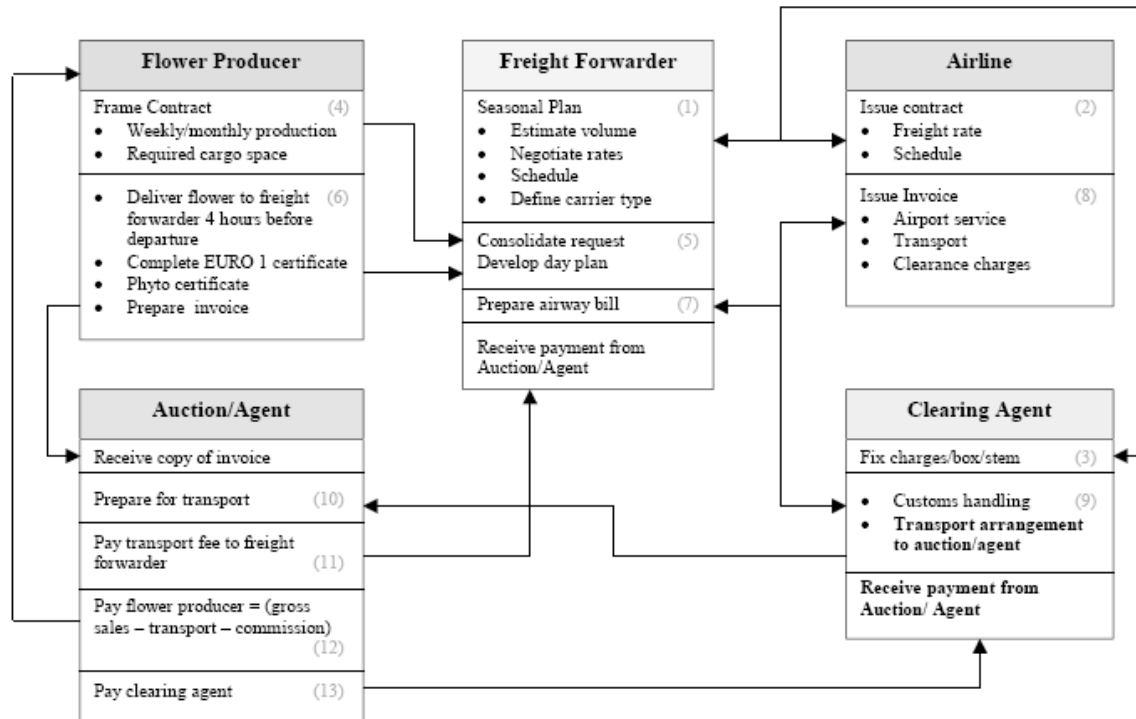 Flower Producer
Frame Contract (4)
• Weekly/monthly production
• Required cargo space
• Deliver flower to freight (6)
forwarder 4 hours before
departure
• Complete EURO 1 certificate
• Phyto certificate
• Prepare invoice
Freight Forwarder
Seasonal Plan (1)
• Estimate volume
• Negotiate rates
• Schedule
• Define carrier type
Consolidate request (5)
Develop day plan
Prepare airway bill (7)
Receive payment from
Auction/Agent
Airline
Issue contract (2)
• Freight rate
• Schedule
Issue Invoice (8)
• Airport service
• Transport
• Clearance charges
Auction/Agent
Receive copy of invoice
Prepare for transport (10)
Pay transport fee to freight
forwarder (11)
Pay flower producer = (gross
sales – transport – commission)
(12)
Pay clearing agent (13)
Clearing Agent
Fix charges/box/stem (3)
• Customs handling (9)
• Transport arrangement
to auction/agent
Receive payment from
Auction/ Agent